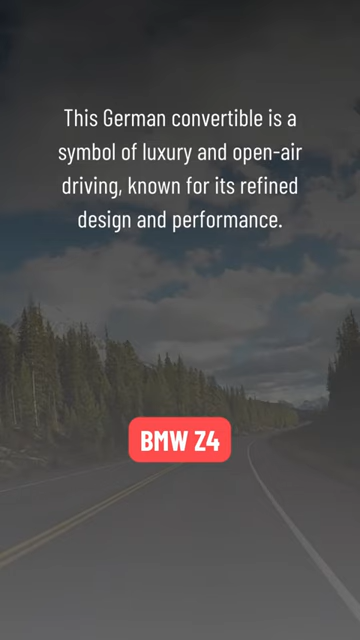 This German convertible is a
symbol of luxury and open-air
driving, known for its refined
design and performance.
BMW Z4